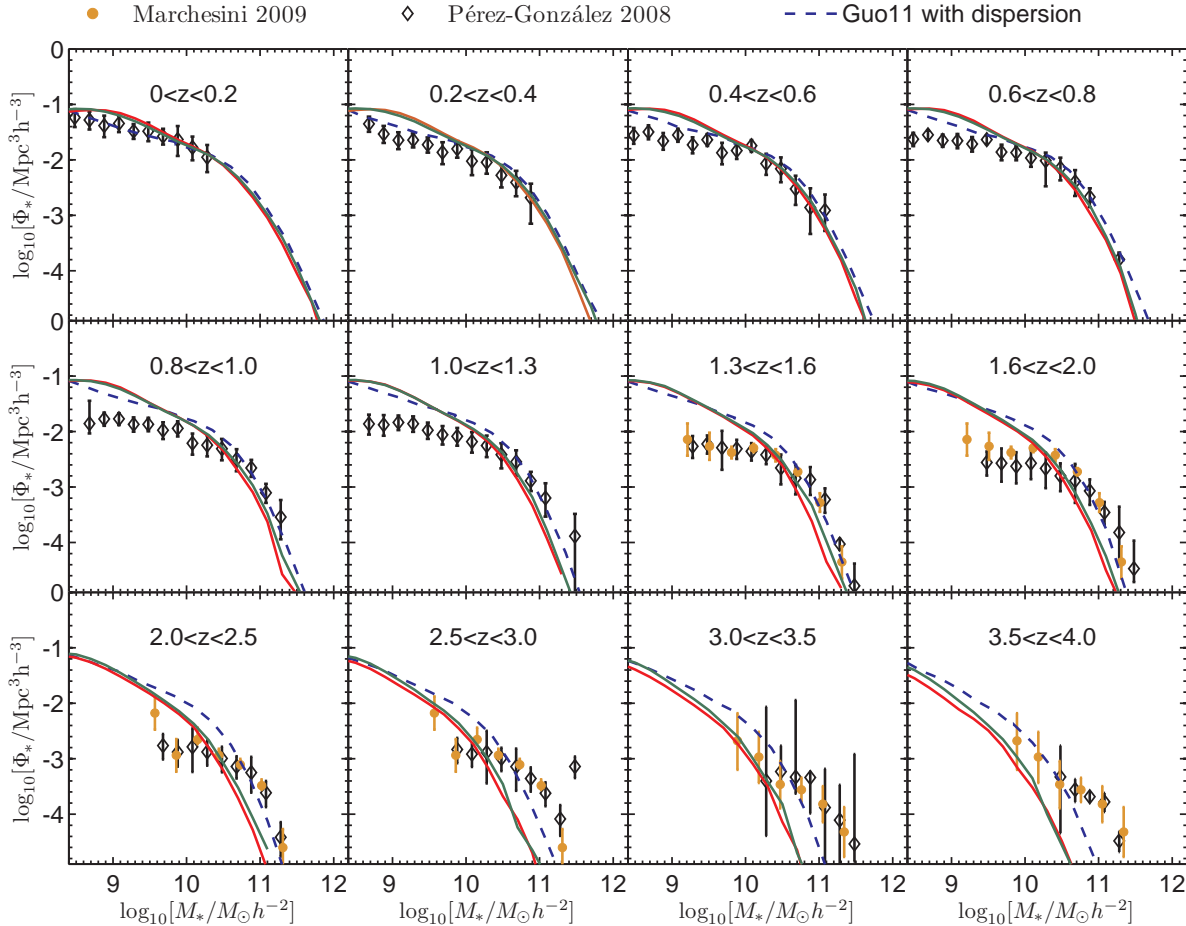 Marchesini 2009 Pérez-González 2008 Guo11 with dispersion
0
0<z<0.2 0.2<z<0.4 0.4<z<0.6 0.6<z<0.8
-1
-2
-3
-4
log₁₀[Φ*/Mpc³h⁻³]
0
0.8<z<1.0 1.0<z<1.3 1.3<z<1.6 1.6<z<2.0
-1
-2
-3
-4
log₁₀[Φ*/Mpc³h⁻³]
0
2.0<z<2.5 2.5<z<3.0 3.0<z<3.5 3.5<z<4.0
-1
-2
-3
-4
log₁₀[Φ*/Mpc³h⁻³]
9 10 11 9 10 11 9 10 11 9 10 11 12
log₁₀[M*/M⊙h⁻²] log₁₀[M*/M⊙h⁻²] log₁₀[M*/M⊙h⁻²] log₁₀[M*/M⊙h⁻²]